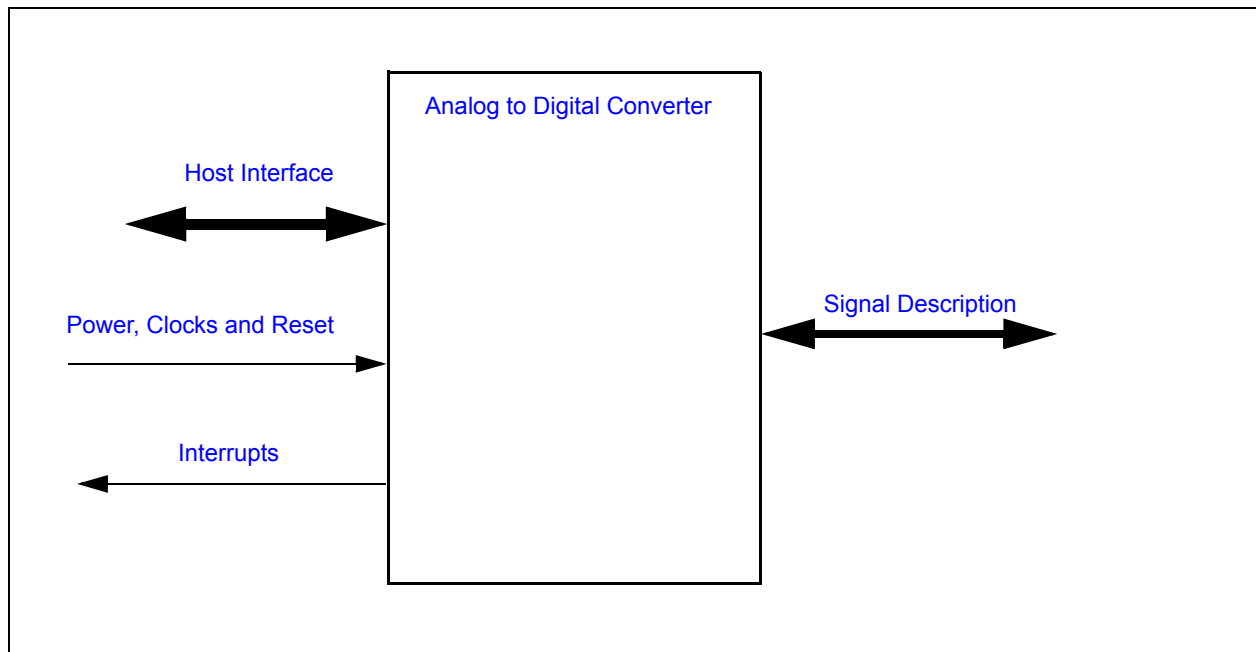 Analog to Digital Converter
Host Interface
Signal Description
Power, Clocks and Reset
Interrupts